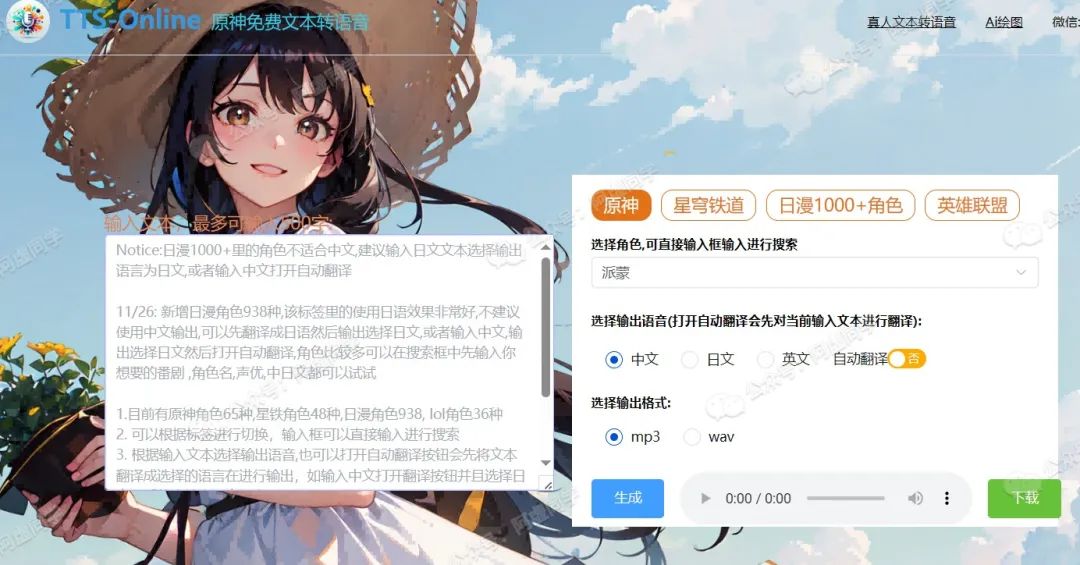 TTS-Online 原神免费文本转语音
真人文本转语音 Ai绘图 微信:
输入文本，最多可输入300字:
Notice:日漫1000+里的角色不适合中文,建议输入日文文本选择输出
语言为日文,或者输入中文打开自动翻译
11/26: 新增日漫角色938种,该标签里的使用日语效果非常好,不建议
使用中文输出,可以先翻译成日语然后输出选择日文,或者输入中文,输
出选择日文然后打开自动翻译,角色比较多可以在搜索框中先输入你
想要的番剧 ,角色名,声优,中日文都可以试试
1.目前有原神角色65种,星铁角色48种,日漫角色938, lol角色36种
2. 可以根据标签进行切换，输入框可以直接输入进行搜索
3. 根据输入文本选择输出语音,也可以打开自动翻译按钮会先将文本
翻译成选择的语言在进行输出，如输入中文打开翻译按钮并且选择日
原神 星穹铁道 日漫1000+角色 英雄联盟
选择角色,可直接输入框输入进行搜索
派蒙
选择输出语音(打开自动翻译会先对当前输入文本进行翻译):
中文 日文 英文 自动翻译 否
选择输出格式:
mp3 wav
生成 0:00 / 0:00 下载